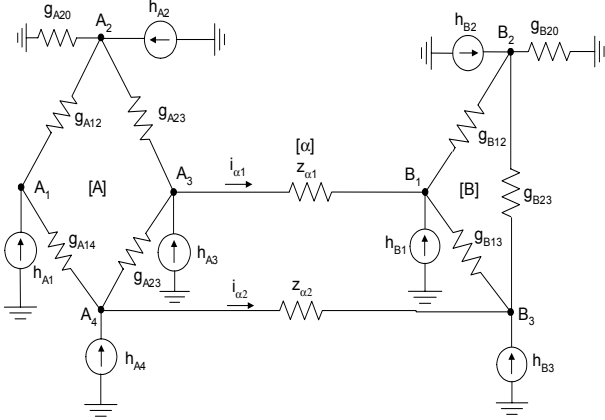 g_A20
A_2
h_A2
h_B2
B_2
g_B20
g_A12
g_A23
[α]
g_B12
A_1
[A]
A_3
i_α1
z_α1
B_1
[B]
g_B23
h_A1
g_A14
g_A23
h_A3
h_B1
g_B13
A_4
i_α2
z_α2
B_3
h_A4
h_B3